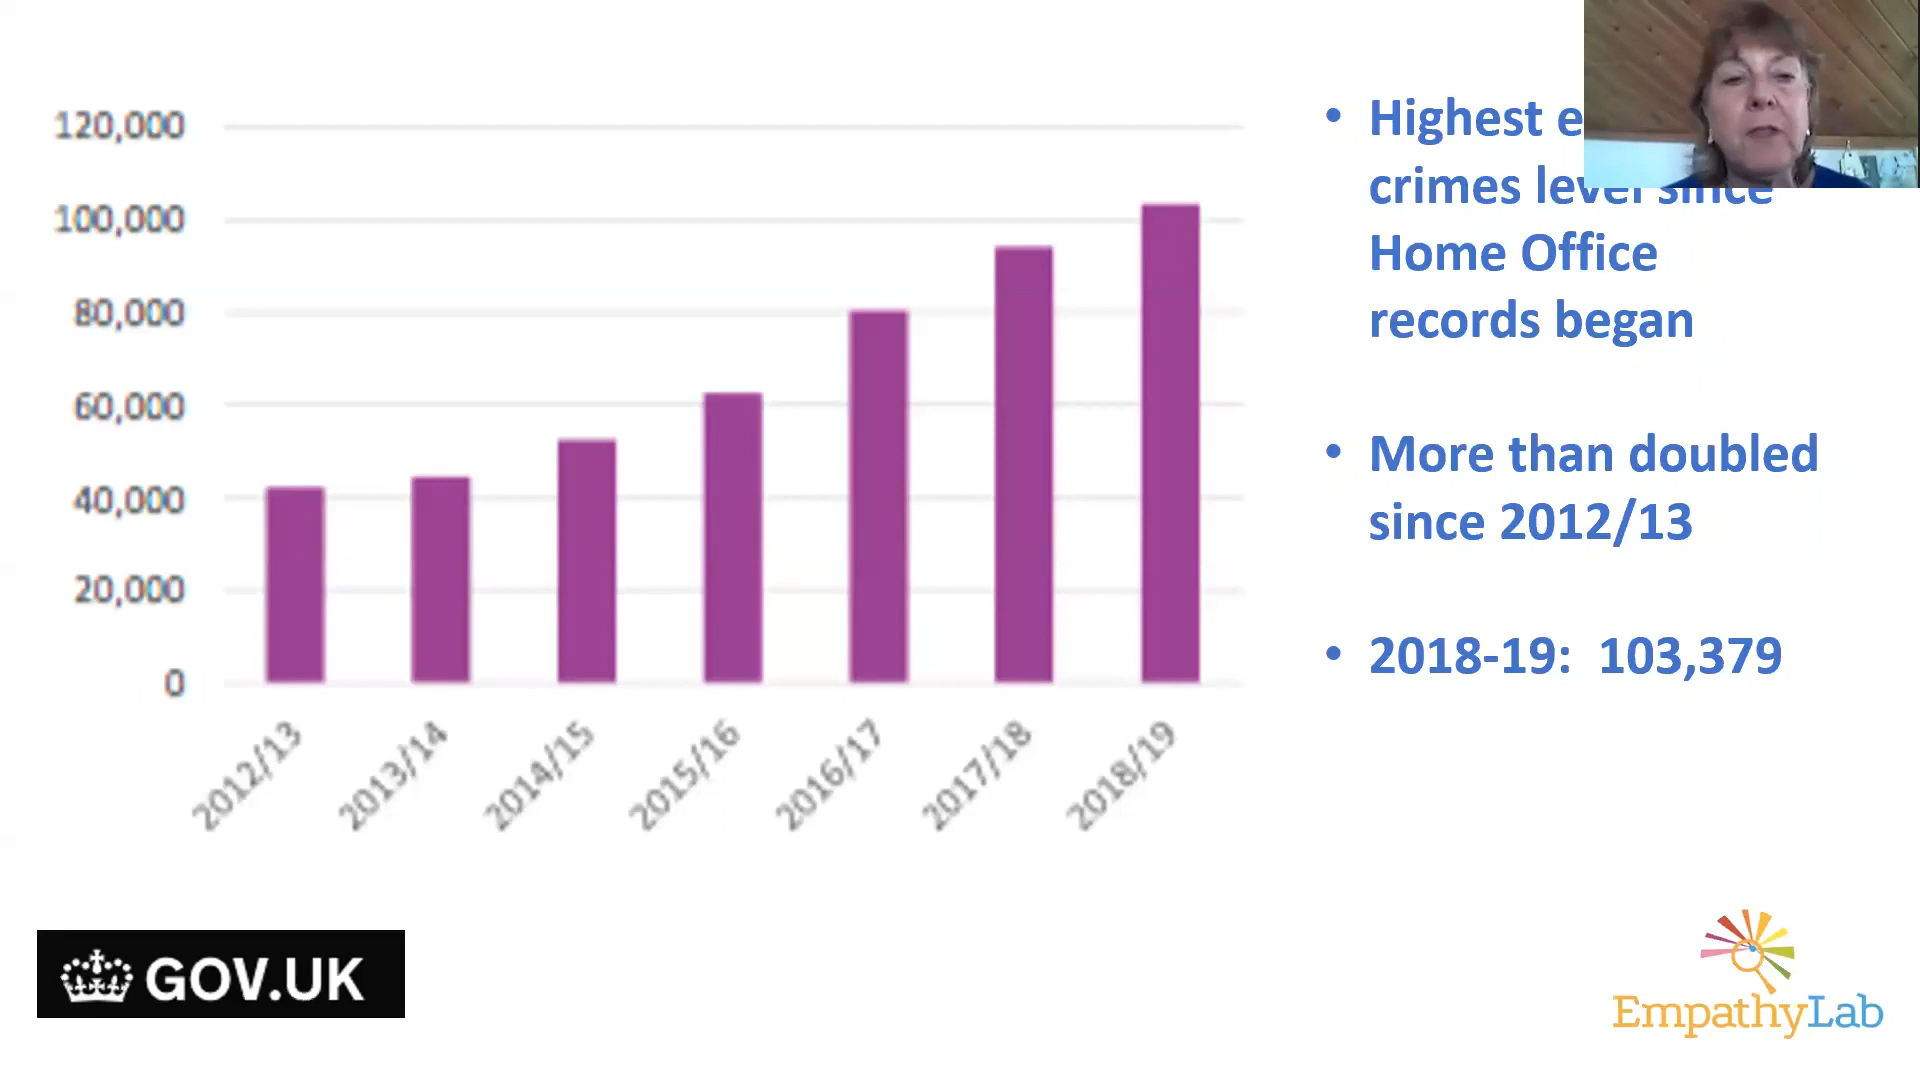 120,000
100,000
80,000
60,000
40,000
20,000
0
2012/13
2013/14
2014/15
2015/16
2016/17
2017/18
2018/19
• Highest
crimes level since
Home Office
records began
• More than doubled
since 2012/13
• 2018-19: 103,379
GOV.UK
EmpathyLab